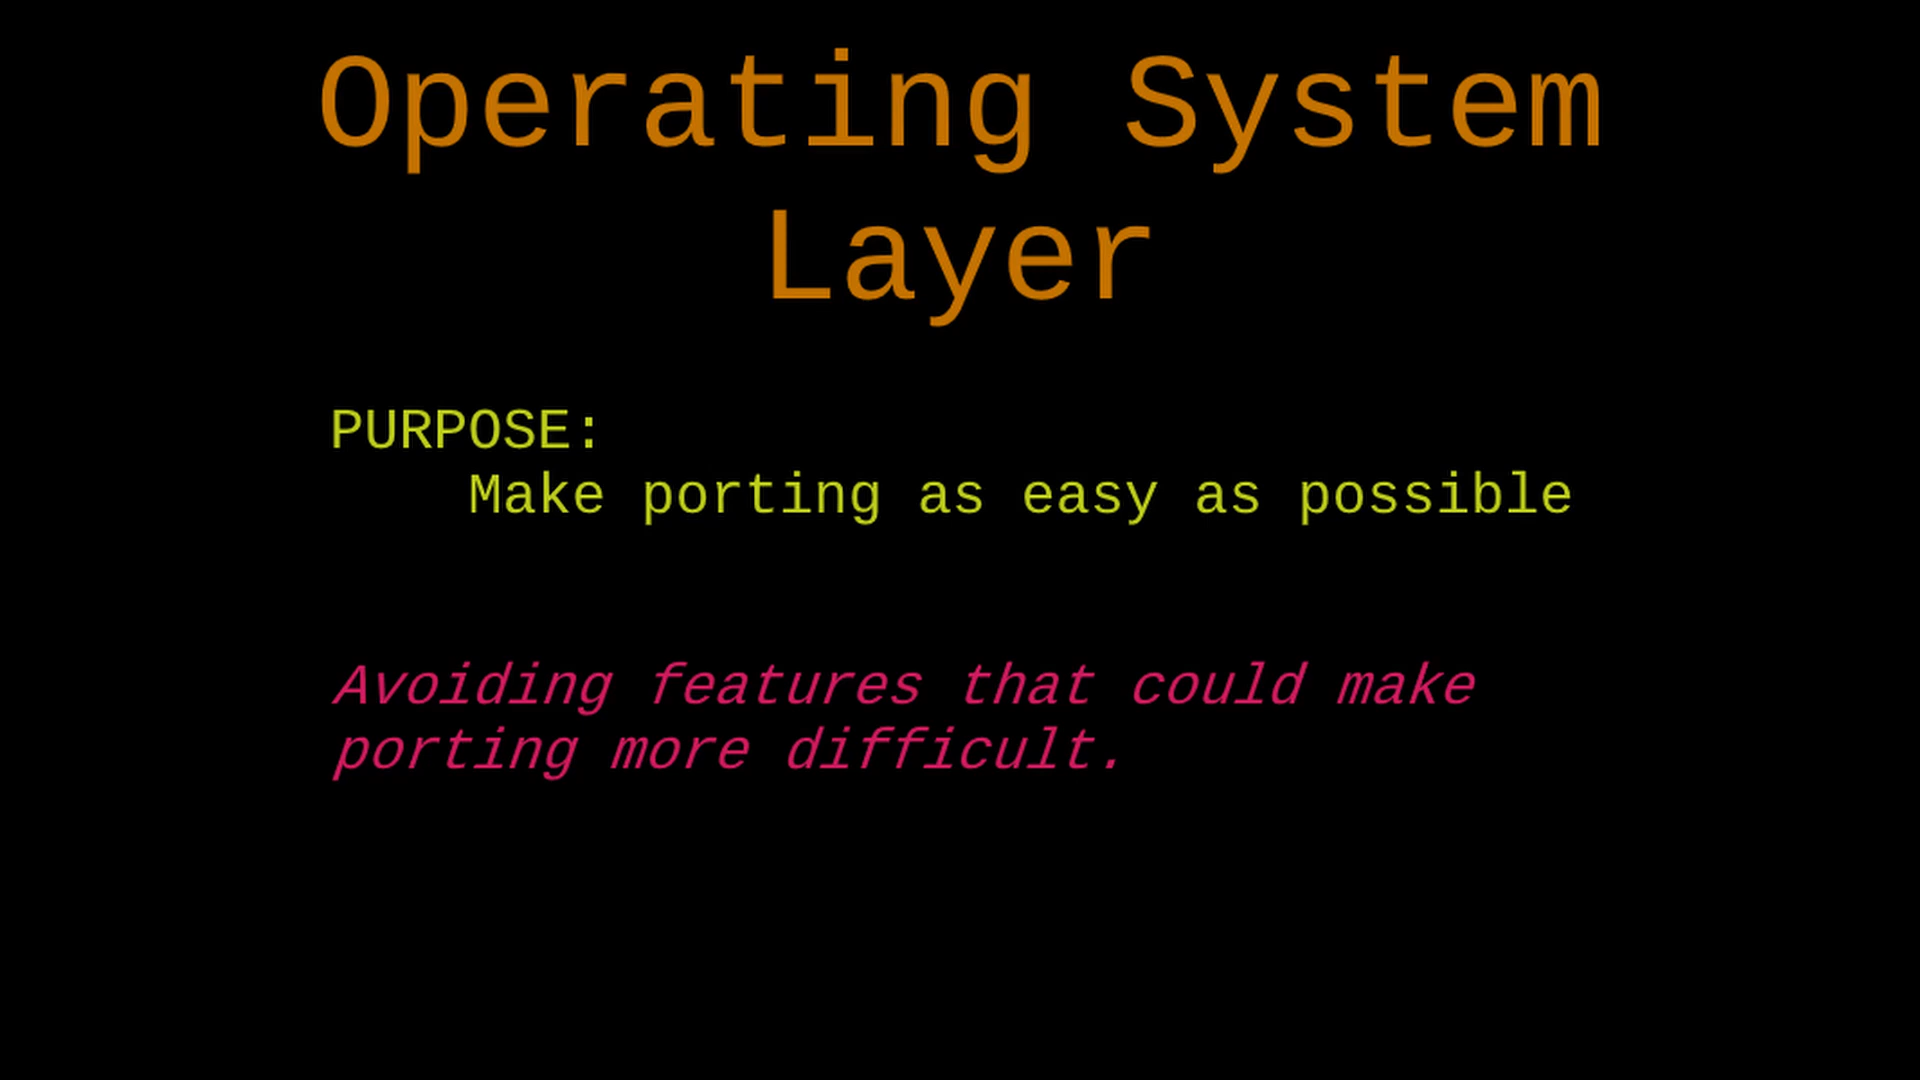 Operating System
Layer
PURPOSE:
Make porting as easy as possible
Avoiding features that could make
porting more difficult.